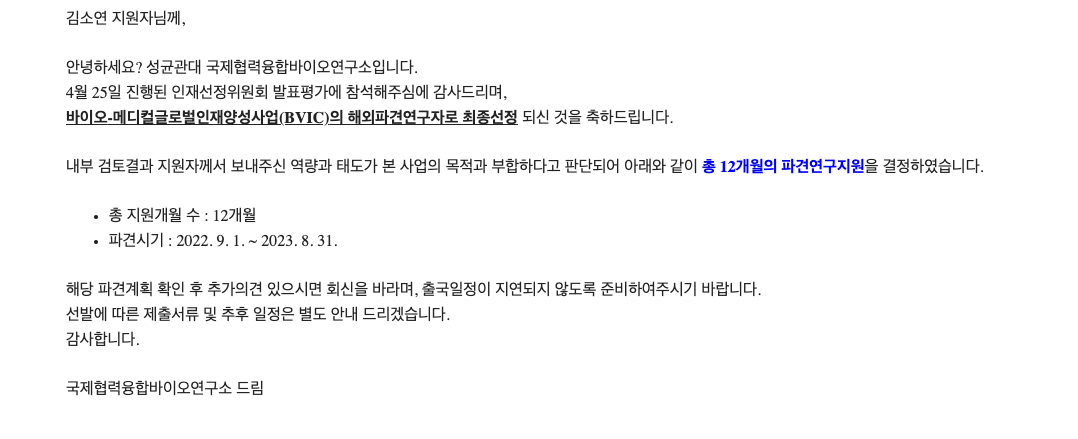 김소연 지원자님께,
안녕하세요? 성균관대 국제협력융합바이오연구소입니다.
4월 25일 진행된 인재선정위원회 발표평가에 참석해주심에 감사드리며,
바이오-메디컬글로벌인재양성사업(BVIC)의 해외파견연구자로 최종선정 되신 것을 축하드립니다.
내부 검토결과 지원자께서 보내주신 역량과 태도가 본 사업의 목적과 부합하다고 판단되어 아래와 같이 총 12개월의 파견연구지원을 결정하였습니다.
• 총 지원개월 수 : 12개월
• 파견시기 : 2022. 9. 1. ~ 2023. 8. 31.
해당 파견계획 확인 후 추가의견 있으시면 회신을 바라며, 출국일정이 지연되지 않도록 준비하여주시기 바랍니다.
선발에 따른 제출서류 및 추후 일정은 별도 안내 드리겠습니다.
감사합니다.
국제협력융합바이오연구소 드림